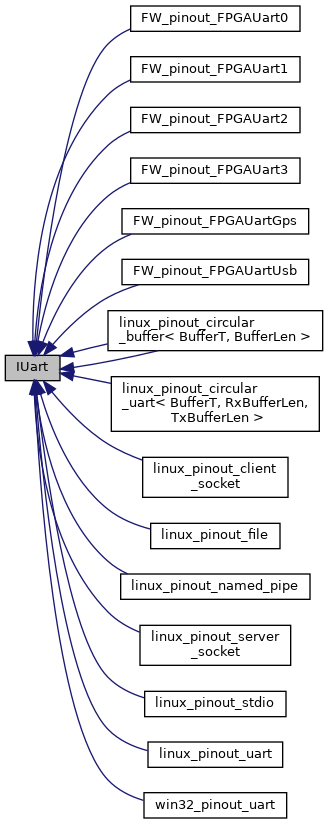 FW_pinout_FPGAUart0
FW_pinout_FPGAUart1
FW_pinout_FPGAUart2
FW_pinout_FPGAUart3
FW_pinout_FPGAUartGps
FW_pinout_FPGAUartUsb
linux_pinout_circular
_buffer< BufferT, BufferLen >
IUart
linux_pinout_circular
_uart< BufferT, RxBufferLen,
TxBufferLen >
linux_pinout_client
_socket
linux_pinout_file
linux_pinout_named_pipe
linux_pinout_server
_socket
linux_pinout_stdio
linux_pinout_uart
win32_pinout_uart